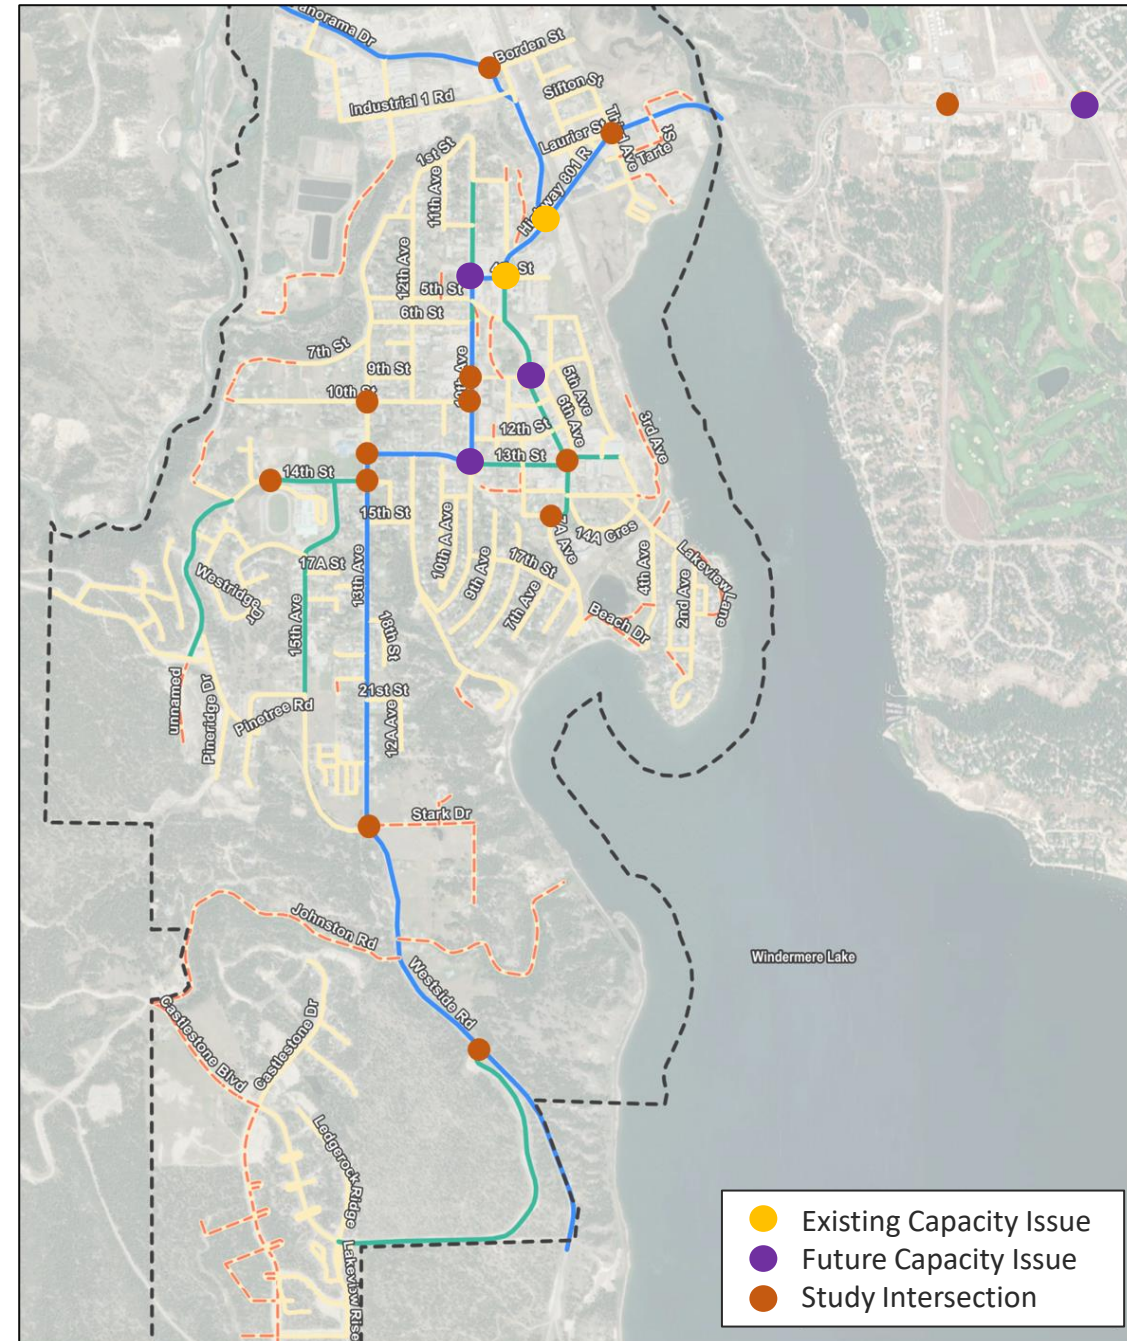 Panorama Dr
Borden St
Sifton St
Industrial 1 Rd
Laurier St
Tarte St
1st St
11th Ave
12th Ave
5th St
6th St
7th St
9th St
10th St
10th Ave
5th Ave
6th Ave
3rd Ave
12th St
13th St
14th St
15th St
14A Cres
10th A Ave
9th Ave
17th St
7th Ave
4th Ave
2nd Ave
Lakeview Lane
Beach Dr
17A St
Westridge Dr
15th Ave
13th Ave
18th St
21st St
12A Ave
unnamed
Pineridge Dr
Pinetree Rd
Stark Dr
Johnston Rd
Westside Rd
Windermere Lake
Castlestone Blvd
Castlestone Dr
Ledgerock Ridge
Lakeview Rise
Existing Capacity Issue
Future Capacity Issue
Study Intersection